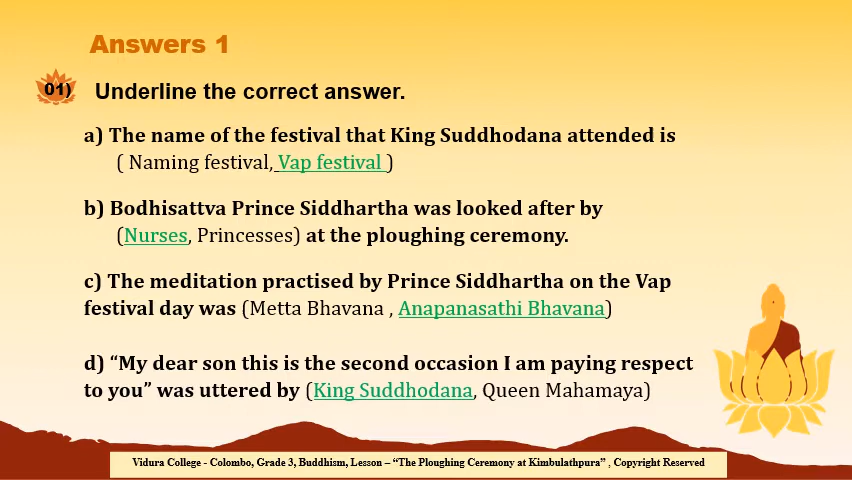 Answers 1
01) Underline the correct answer.
a) The name of the festival that King Suddhodana attended is
( Naming festival, Vap festival )
b) Bodhisattva Prince Siddhartha was looked after by
(Nurses, Princesses) at the ploughing ceremony.
c) The meditation practised by Prince Siddhartha on the Vap
festival day was (Metta Bhavana , Anapanasathi Bhavana)
d) “My dear son this is the second occasion I am paying respect
to you” was uttered by (King Suddhodana, Queen Mahamaya)
Vidura College - Colombo, Grade 3, Buddhism, Lesson – “The Ploughing Ceremony at Kimbulathpura” , Copyright Reserved